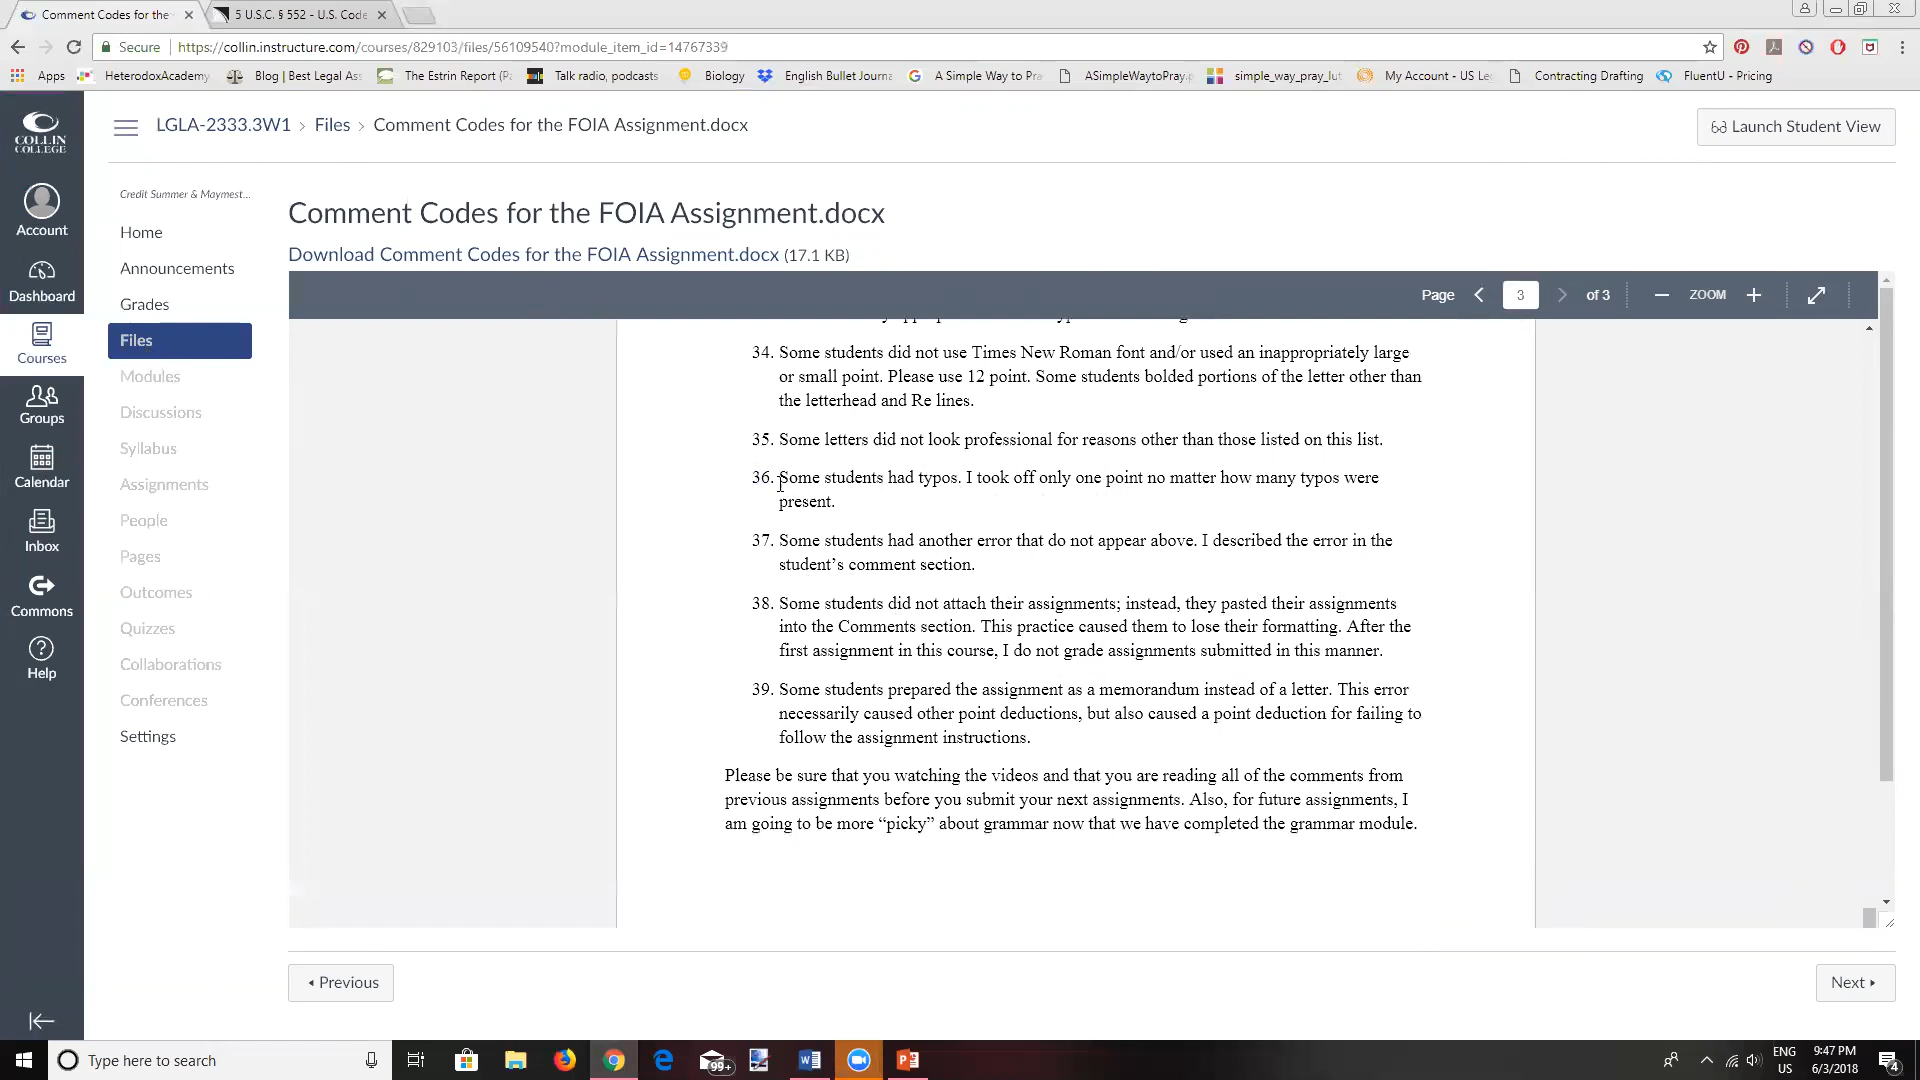 Comment Codes for the
5 U.S.C. § 552 - U.S. Code
Secure
https://collin.instructure.com/courses/829103/files/56109540?module_item_id=14767339
Apps
HeterodoxAcademy
Blog | Best Legal Ass
The Estrin Report (Pa
Talk radio, podcasts
Biology
English Bullet Journa
A Simple Way to Pra
ASimpleWaytoPray.p
simple_way_pray_lut
My Account - US Le
Contracting Drafting
FluentU - Pricing
COLLIN
COLLEGE
Account
Dashboard
Courses
Groups
Calendar
Inbox
Commons
Help
LGLA-2333.3W1 › Files › Comment Codes for the FOIA Assignment.docx
Launch Student View
Credit Summer & Maymest...
Home
Announcements
Grades
Files
Modules
Discussions
Syllabus
Assignments
People
Pages
Outcomes
Quizzes
Collaborations
Conferences
Settings
Comment Codes for the FOIA Assignment.docx
Download Comment Codes for the FOIA Assignment.docx (17.1 KB)
Page 3 of 3 ZOOM
34. Some students did not use Times New Roman font and/or used an inappropriately large
or small point. Please use 12 point. Some students bolded portions of the letter other than
the letterhead and Re lines.
35. Some letters did not look professional for reasons other than those listed on this list.
36. Some students had typos. I took off only one point no matter how many typos were
present.
37. Some students had another error that do not appear above. I described the error in the
student’s comment section.
38. Some students did not attach their assignments; instead, they pasted their assignments
into the Comments section. This practice caused them to lose their formatting. After the
first assignment in this course, I do not grade assignments submitted in this manner.
39. Some students prepared the assignment as a memorandum instead of a letter. This error
necessarily caused other point deductions, but also caused a point deduction for failing to
follow the assignment instructions.
Please be sure that you watching the videos and that you are reading all of the comments from
previous assignments before you submit your next assignments. Also, for future assignments, I
am going to be more “picky” about grammar now that we have completed the grammar module.
Previous
Next
Type here to search
99+
ENG
US
9:47 PM
6/3/2018
4